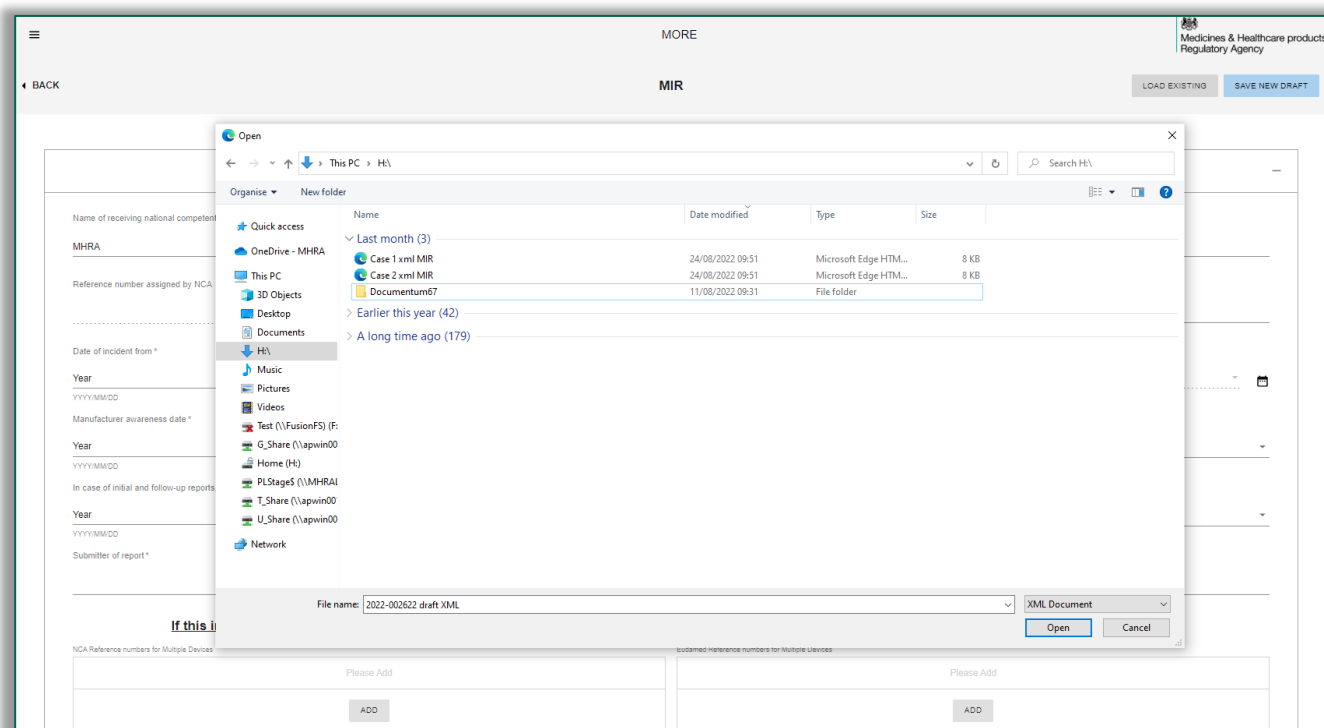 MORE
Medicines & Healthcare products
Regulatory Agency
BACK
MIR
LOAD EXISTING
SAVE NEW DRAFT
Open
This PC > H:\
Search H:\
Organise
New folder
Name
Date modified
Type
Size
Quick access
OneDrive - MHRA
This PC
3D Objects
Desktop
Documents
H:\
Music
Pictures
Videos
Test (\\FusionFS) (F:
G_Share (\\apwin00
Home (H:)
PLStage$ (\\MHRAL
T_Share (\\apwin00
U_Share (\\apwin00
Network
Last month (3)
Case 1 xml MIR 24/08/2022 09:51 Microsoft Edge HTM... 8 KB
Case 2 xml MIR 24/08/2022 09:51 Microsoft Edge HTM... 8 KB
Documentum67 11/08/2022 09:31 File folder
Earlier this year (42)
A long time ago (179)
File name: 2022-002622 draft XML
XML Document
Open
Cancel
Name of receiving national competent
MHRA
Reference number assigned by NCA
Date of incident from *
Year
YYYY/MM/DD
Manufacturer awareness date *
Year
YYYY/MM/DD
In case of initial and follow-up reports
Year
YYYY/MM/DD
Submitter of report *
If this i
NCA Reference numbers for Multiple Devices
Please Add
ADD
Eudamed Reference numbers for Multiple Devices
Please Add
ADD